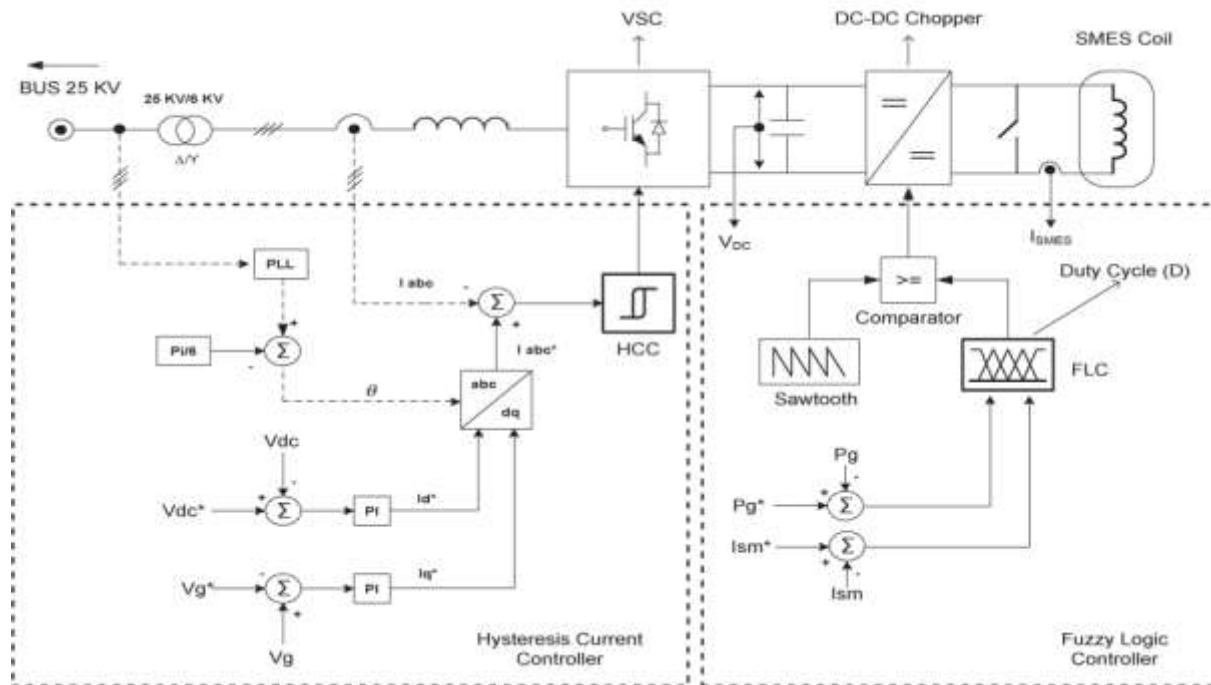 VSC
DC-DC Chopper
SMES Coil
BUS 25 KV
25 KV/6 KV
Δ/Y
=
=
VDC
ISMES
PLL
I abc
-
Σ
+
HCC
>=
Comparator
Duty Cycle (D)
Pi/6
+
Σ
-
I abc*
Sawtooth
FLC
θ
abc
dq
Vdc
-
Vdc*
+
Σ
PI
Id*
Pg
-
Pg*
+
Σ
Ism*
Σ
+
-
Ism
Vg*
-
Σ
PI
Iq*
+
Vg
Hysteresis Current
Controller
Fuzzy Logic
Controller